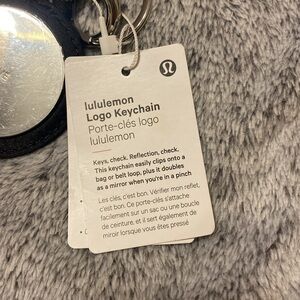 lululemon
Logo Keychain
Porte-clés logo
lululemon
Keys, check. Reflection, check.
This keychain easily clips onto a
bag or belt loop, plus it doubles
as a mirror when you're in a pinch
Les clés, c'est bon. Vérifier mon reflet,
c'est bon. Ce porte-clés s'attache
facilement sur un sac ou une boucle
de ceinture, et il sert également de
miroir lorsque vous êtes pressé